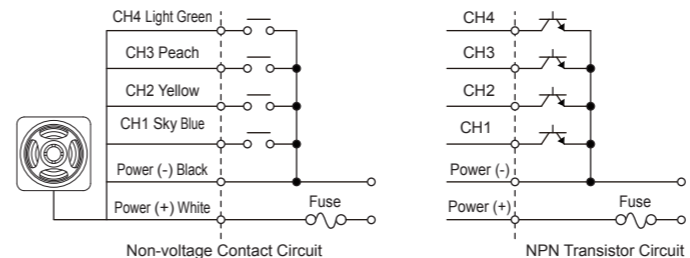 CH4 Light Green
CH3 Peach
CH2 Yellow
CH1 Sky Blue
Power (-) Black
Power (+) White
Fuse
Non-voltage Contact Circuit
CH4
CH3
CH2
CH1
Power (-)
Power (+)
Fuse
NPN Transistor Circuit